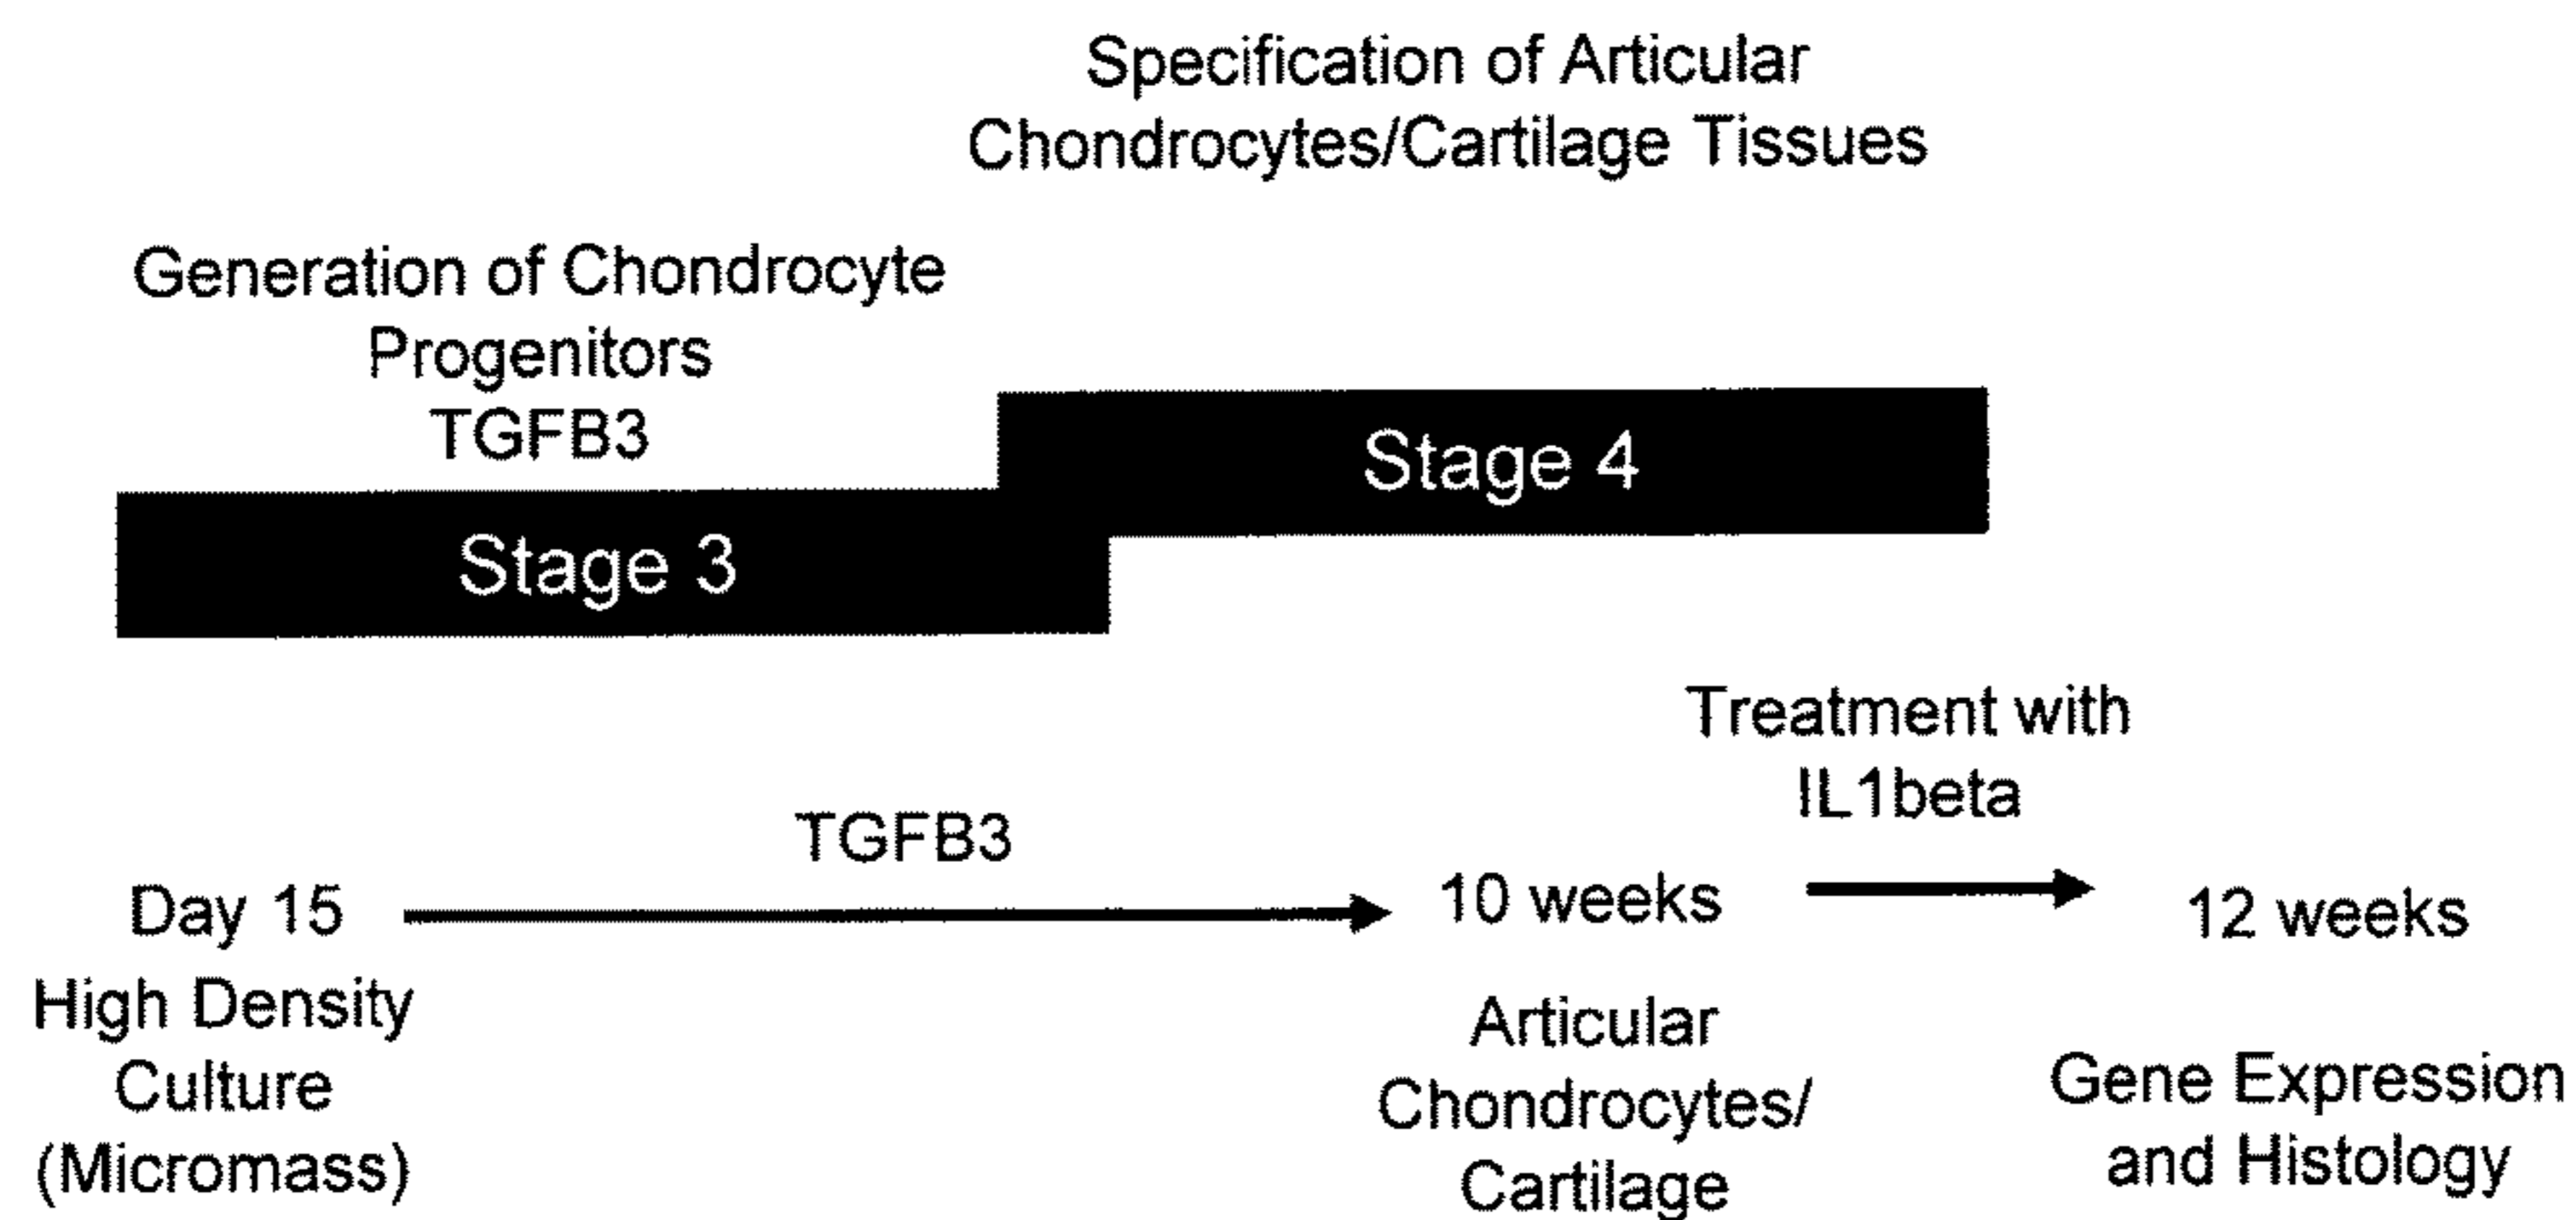 Specification of Articular
Chondrocytes/Cartilage Tissues
Generation of Chondrocyte
Progenitors
TGFB3
Stage 4
Stage 3
Treatment with
IL1beta
TGFB3
Day 15
10 weeks
12 weeks
High Density
Culture
(Micromass)
Articular
Chondrocytes/
Cartilage
Gene Expression
and Histology